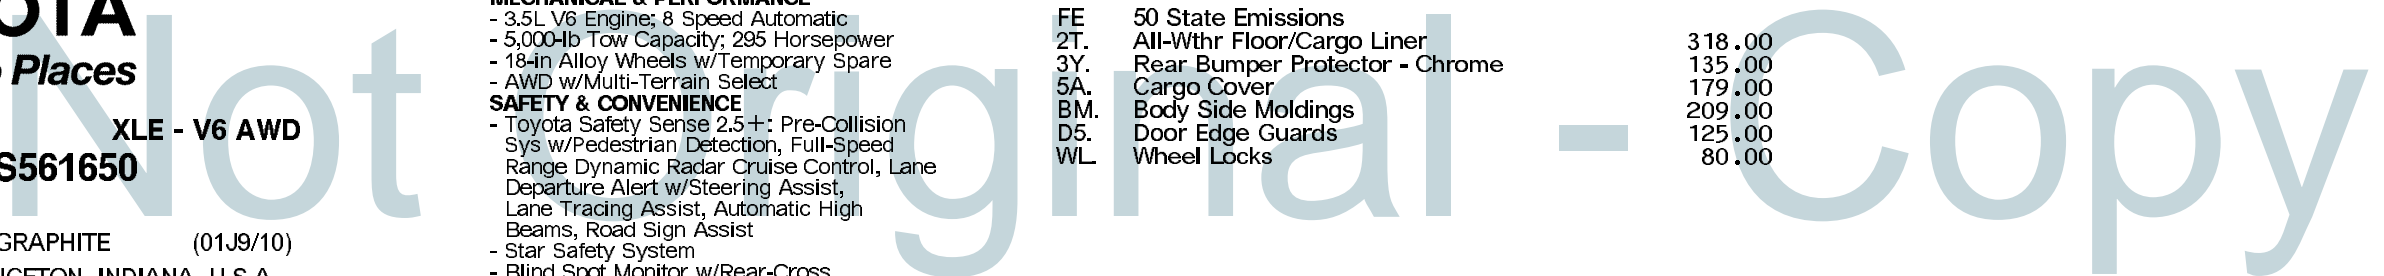 Places
XLE - V6 AWD
S561650
GRAPHITE (01J9/10)
INDIANA, U.S.A.
MECHANICAL & PERFORMANCE
- 3.5L V6 Engine; 8 Speed Automatic
- 5,000-lb Tow Capacity; 295 Horsepower
- 18-in Alloy Wheels w/Temporary Spare
- AWD w/Multi-Terrain Select
SAFETY & CONVENIENCE
- Toyota Safety Sense 2.5+: Pre-Collision
Sys w/Pedestrian Detection, Full-Speed
Range Dynamic Radar Cruise Control, Lane
Departure Alert w/Steering Assist,
Lane Tracing Assist, Automatic High
Beams, Road Sign Assist
- Star Safety System
- Blind Spot Monitor w/Rear-Cross
FE 50 State Emissions
2T. All-Wthr Floor/Cargo Liner 318.00
3Y. Rear Bumper Protector - Chrome 135.00
5A. Cargo Cover 179.00
BM. Body Side Moldings 209.00
D5. Door Edge Guards 125.00
WL. Wheel Locks 80.00
Not Original - Copy